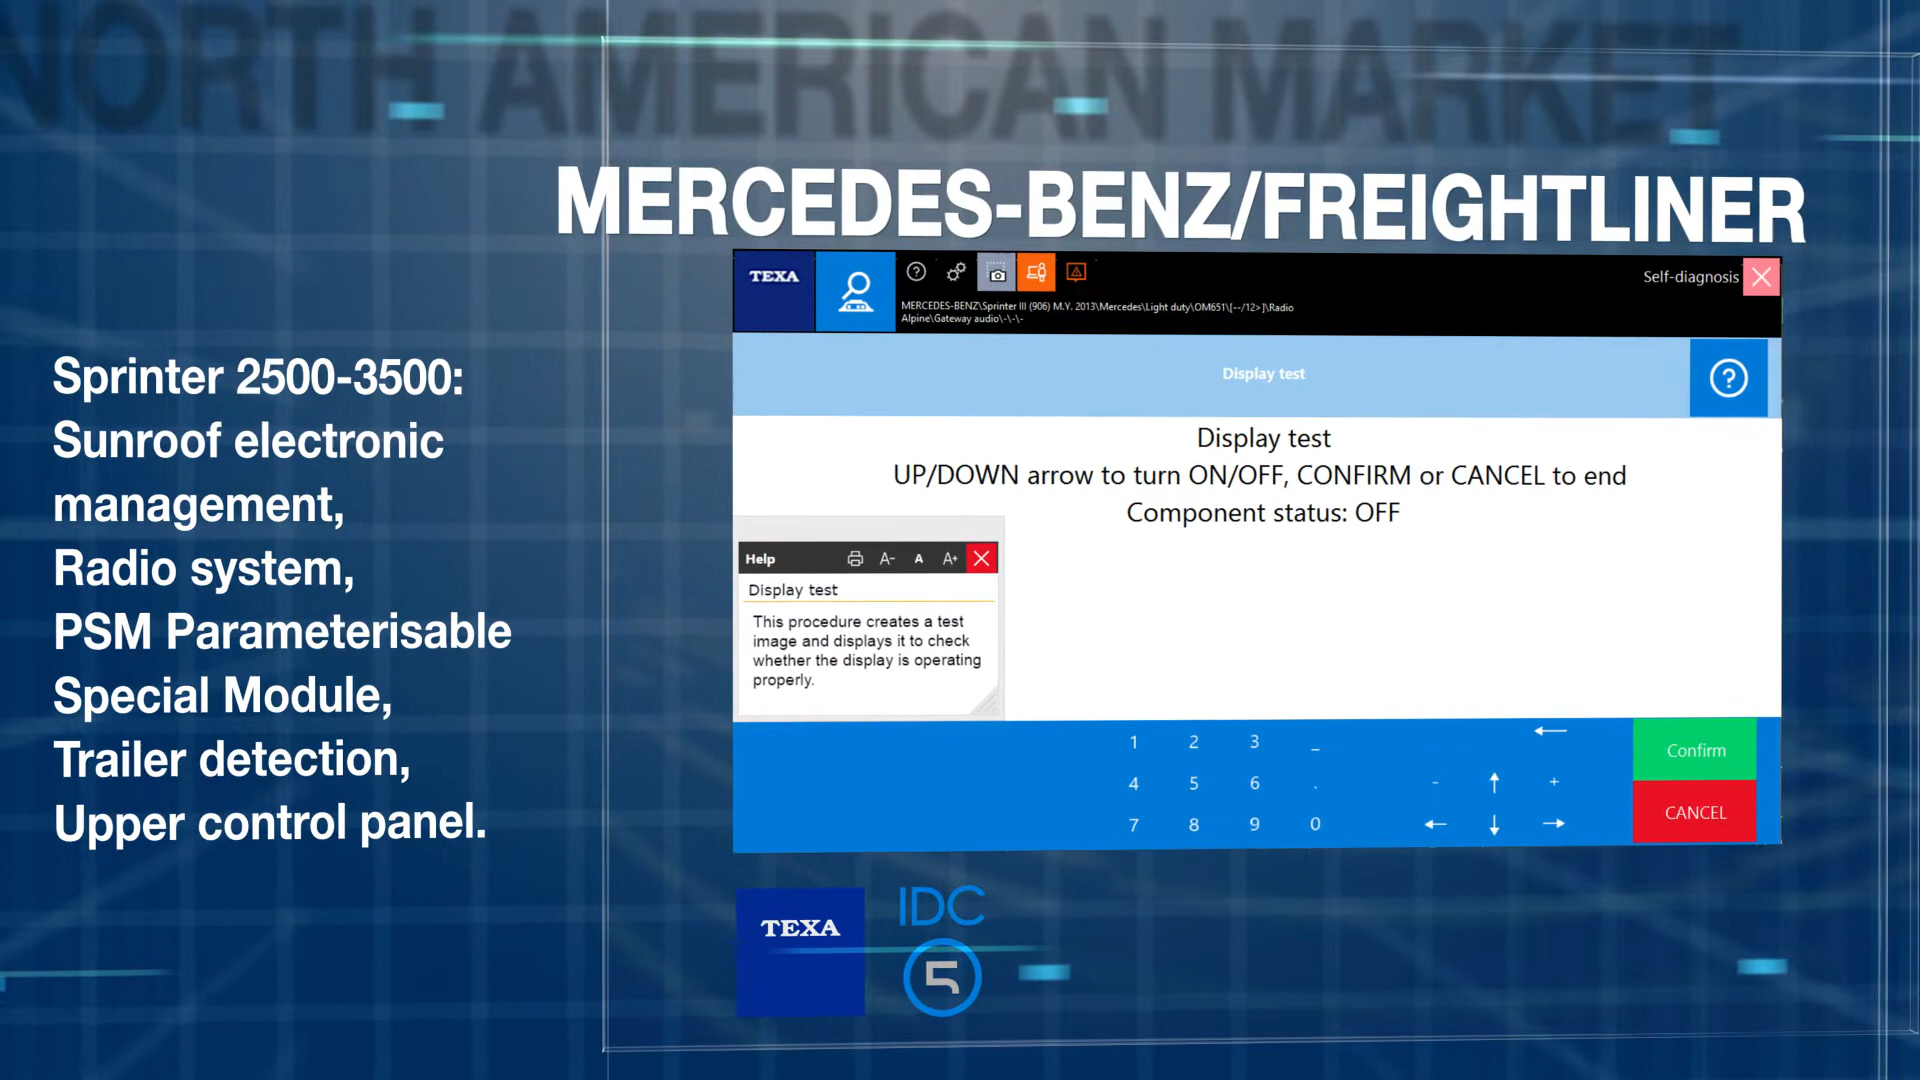 NORTH AMERICAN MARKET
MERCEDES-BENZ/FREIGHTLINER
Sprinter 2500-3500:
Sunroof electronic
management,
Radio system,
PSM Parameterisable
Special Module,
Trailer detection,
Upper control panel.
TEXA
Self-diagnosis
MERCEDES-BENZ\Sprinter III (906) M.Y. 2013\Mercedes\Light duty\OM651\[--/12>]\Radio
Alpine\Gateway audio\-\-\-
Display test
?
Display test
UP/DOWN arrow to turn ON/OFF, CONFIRM or CANCEL to end
Component status: OFF
Help A- A A+
Display test
This procedure creates a test
image and displays it to check
whether the display is operating
properly.
1 2 3 _
4 5 6 . - ↑ +
7 8 9 0 ← ↓ →
Confirm
CANCEL
TEXA
IDC
5